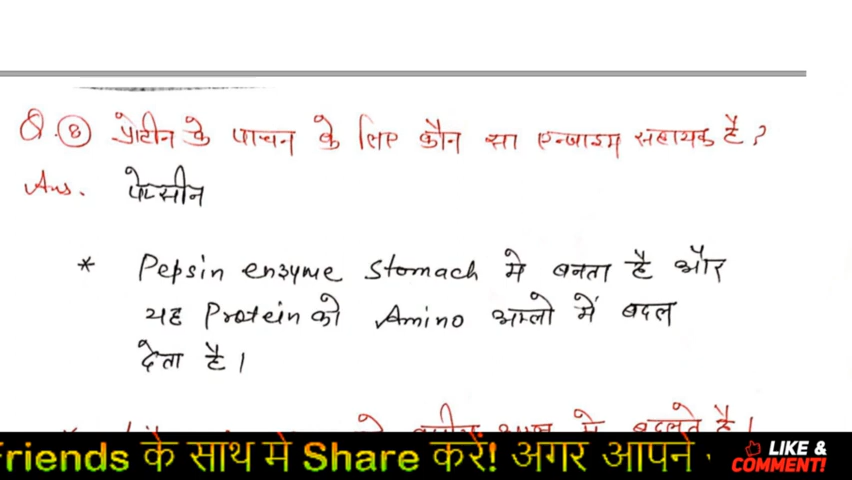 Q.⑧ प्रोटीन के पाचन के लिए कौन सा एन्जाइम सहायक है?
Ans. पेप्सीन
* Pepsin enzyme stomach मे बनता है और
यह Protein को Amino अम्लो में बदल
देता है।
मे बदलते है।
Friends के साथ मे Share करें! अगर आपने
LIKE &
COMMENT!